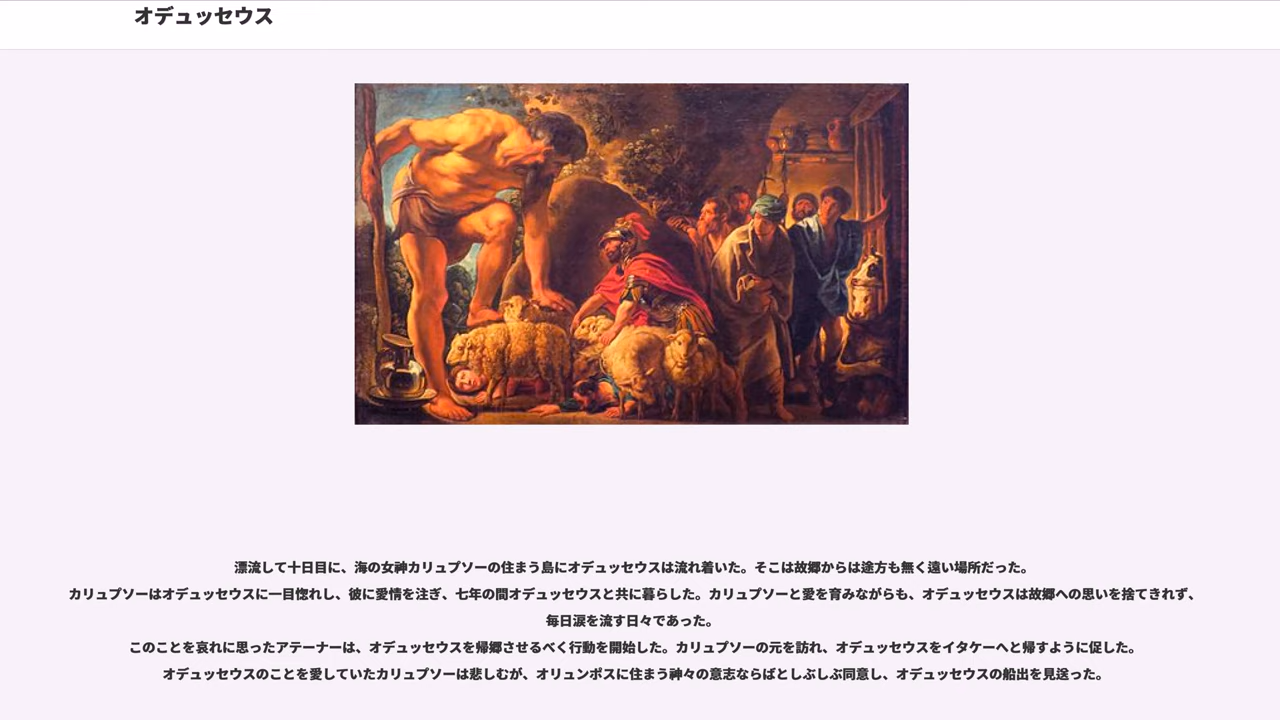 オデュッセウス
漂流して十日目に、海の女神カリュプソーの住まう島にオデュッセウスは流れ着いた。そこは故郷からは途方も無く遠い場所だった。
カリュプソーはオデュッセウスに一目惚れし、彼に愛情を注ぎ、七年の間オデュッセウスと共に暮らした。カリュプソーと愛を育みながらも、オデュッセウスは故郷への思いを捨てきれず、
毎日涙を流す日々であった。
このことを哀れに思ったアテーナーは、オデュッセウスを帰郷させるべく行動を開始した。カリュプソーの元を訪れ、オデュッセウスをイタケーへと帰すように促した。
オデュッセウスのことを愛していたカリュプソーは悲しむが、オリュンポスに住まう神々の意志ならばとしぶしぶ同意し、オデュッセウスの船出を見送った。